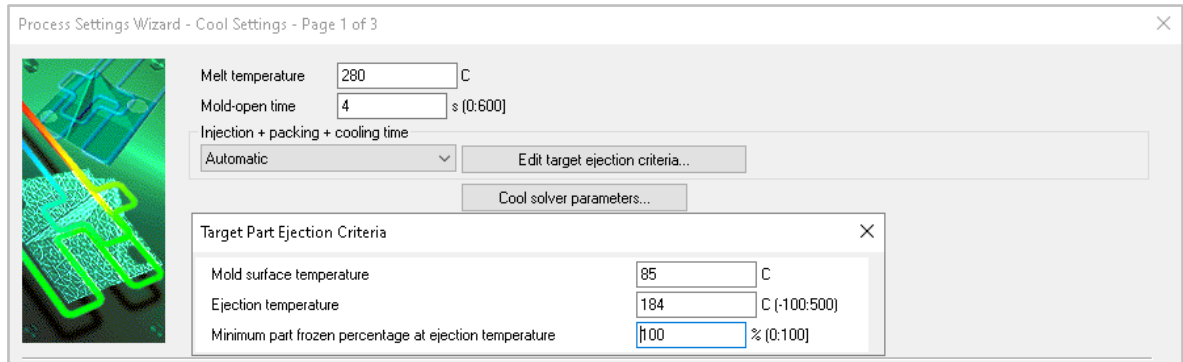 Process Settings Wizard - Cool Settings - Page 1 of 3
Melt temperature 280 C
Mold-open time 4 s (0:600]
Injection + packing + cooling time
Automatic Edit target ejection criteria...
Cool solver parameters...
Target Part Ejection Criteria
Mold surface temperature 85 C
Ejection temperature 184 C (-100:500)
Minimum part frozen percentage at ejection temperature 100 % (0:100]